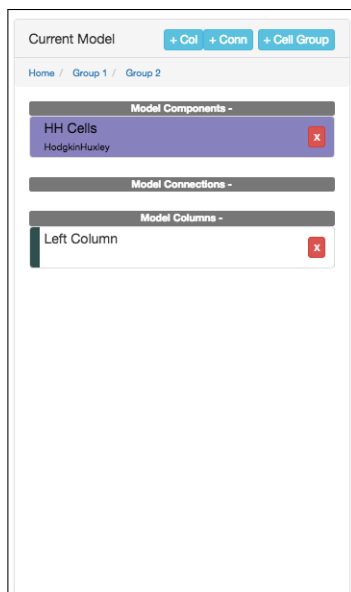 Current Model + Col + Conn + Cell Group
Home / Group 1 / Group 2
Model Components -
HH Cells
HodgkinHuxley
x
Model Connections -
Model Columns -
Left Column
x